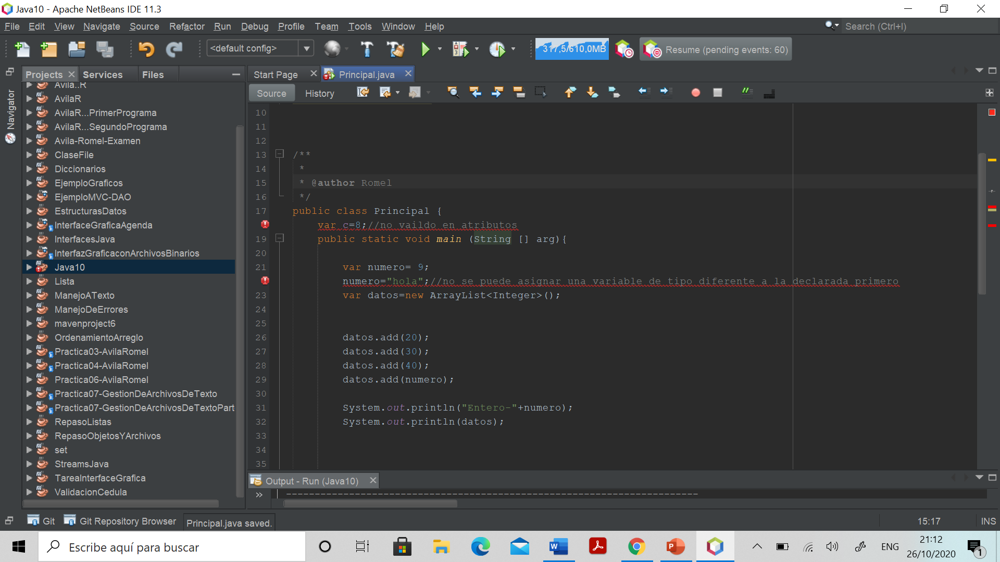 Java10 - Apache NetBeans IDE 11.3
File Edit View Navigate Source Refactor Run Debug Profile Team Tools Window Help
Search (Ctrl+I)
<default config>
317,5/610,0MB
Resume (pending events: 60)
Projects Services Files
Start Page Principal.java
Source History
Navigator
Avila..R
AvilaR
AvilaR...PrimerPrograma
AvilaR...SegundoPrograma
Avila-Romel-Examen
ClaseFile
Diccionarios
EjemploGraficos
EjemploMVC-DAO
EstructurasDatos
InterfaceGraficaAgenda
InterfacesJava
InterfazGraficaconArchivosBinarios
Java10
Lista
ManejoATexto
ManejoDeErrores
mavenproject6
OrdenamientoArreglo
Practica03-AvilaRomel
Practica04-AvilaRomel
Practica06-AvilaRomel
Practica07-GestionDeArchivosDeTexto
Practica07-GestionDeArchivosDeTextoPart
RepasoListas
RepasoObjetosYArchivos
set
StreamsJava
TareaInterfaceGrafica
ValidacionCedula
10
11
12
13 /**
14 *
15 * @author Romel
16 */
17 public class Principal {
var c=8;//no vaildo en atributos
19 public static void main (String [] arg){
20
21 var numero= 9;
numero="hola";//no se puede asignar una variable de tipo diferente a la declarada primero
23 var datos=new ArrayList<Integer>();
24
25
26 datos.add(20);
27 datos.add(30);
28 datos.add(40);
29 datos.add(numero);
30
31 System.out.println("Entero-"+numero);
32 System.out.println(datos);
33
34
35
Output - Run (Java10)
------------------------------------------------------------------------
Git Git Repository Browser Principal.java saved.
15:17 INS
Escribe aquí para buscar
ENG
21:12
26/10/2020
1